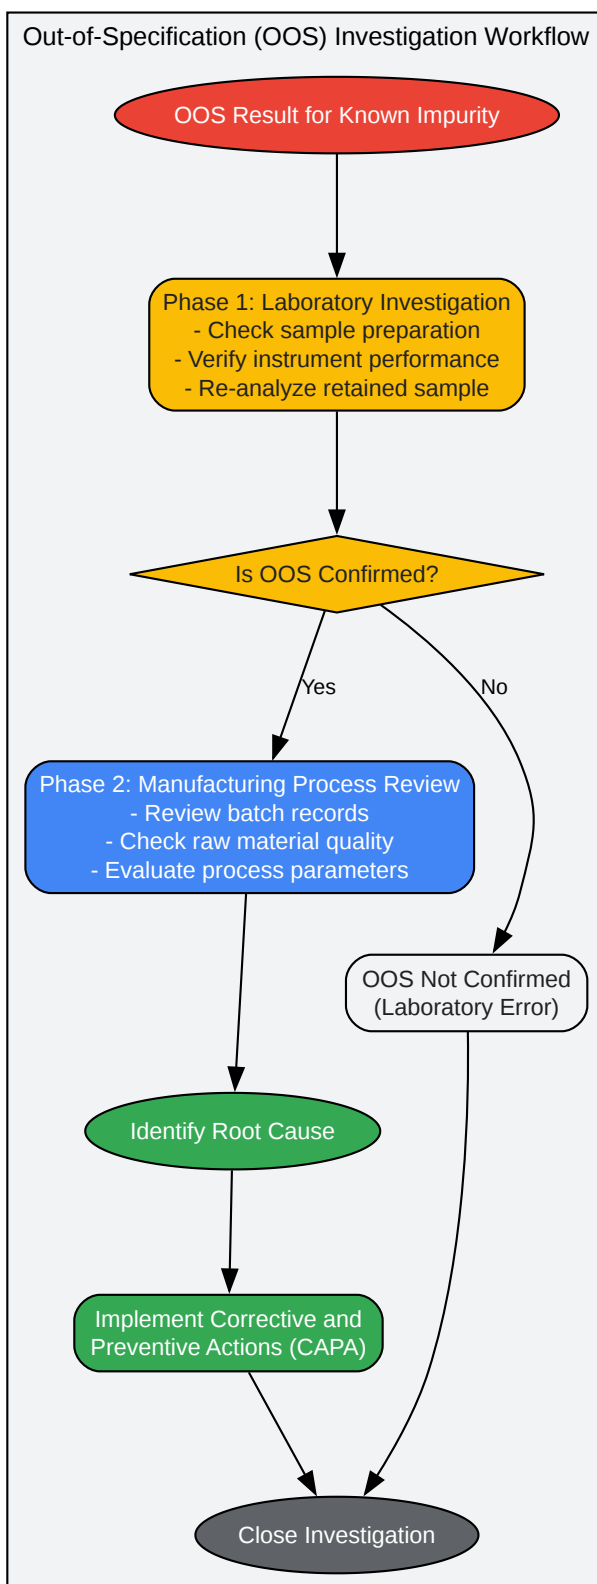 Out-of-Specification (OOS) Investigation Workflow
OOS Result for Known Impurity
Phase 1: Laboratory Investigation
- Check sample preparation
- Verify instrument performance
- Re-analyze retained sample
Is OOS Confirmed?
Yes
No
Phase 2: Manufacturing Process Review
- Review batch records
- Check raw material quality
- Evaluate process parameters
OOS Not Confirmed
(Laboratory Error)
Identify Root Cause
Implement Corrective and
Preventive Actions (CAPA)
Close Investigation